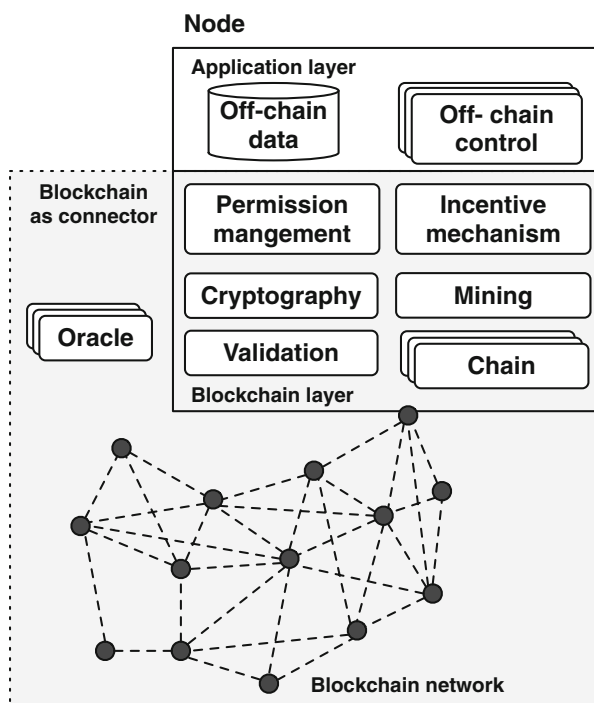 Node
Application layer
Off-chain
data
Off- chain
control
Blockchain
as connector
Permission
mangement
Incentive
mechanism
Cryptography
Mining
Oracle
Validation
Chain
Blockchain layer
Blockchain network